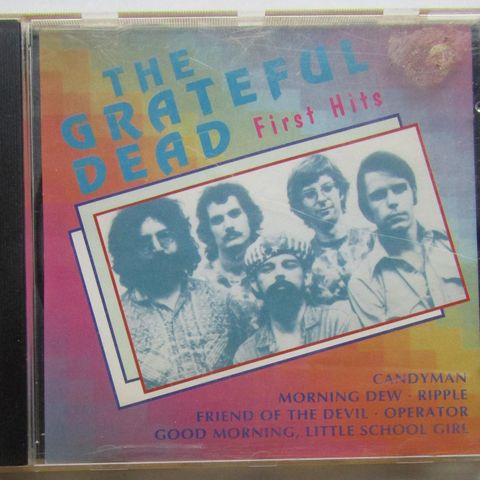 THE
GRATEFUL
DEAD
First Hits
CANDYMAN
MORNING DEW · RIPPLE
FRIEND OF THE DEVIL · OPERATOR
GOOD MORNING, LITTLE SCHOOL GIRL